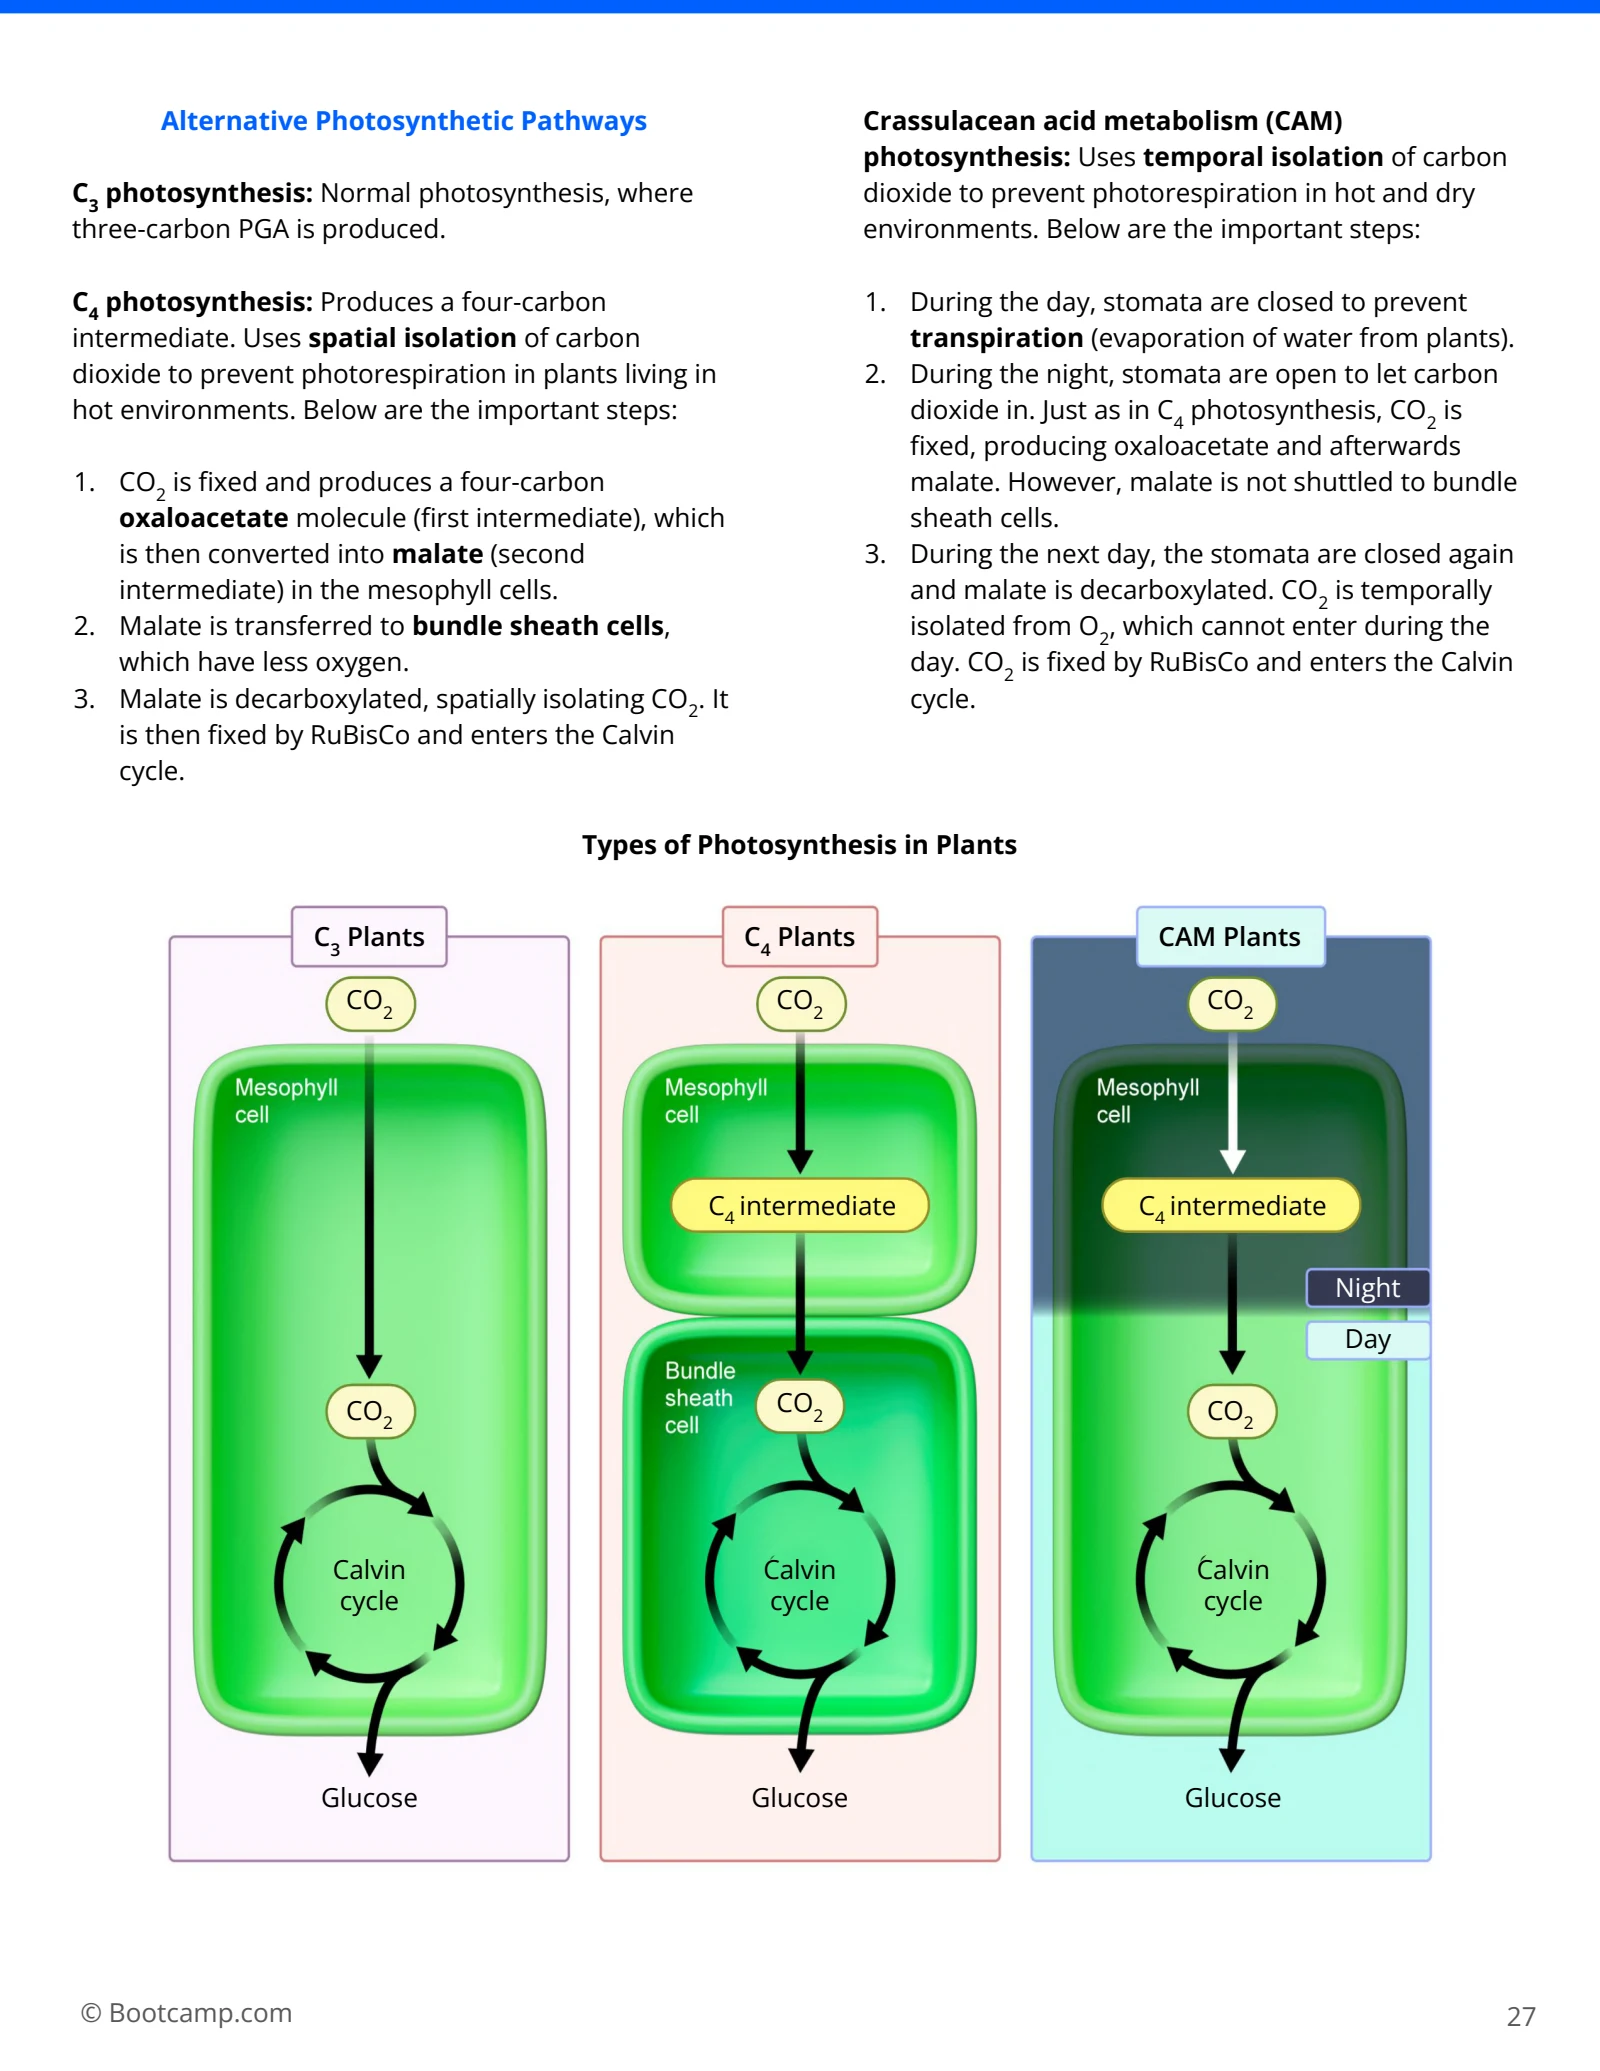 Alternative Photosynthetic Pathways
C₃ photosynthesis: Normal photosynthesis, where
three-carbon PGA is produced.
C₄ photosynthesis: Produces a four-carbon
intermediate. Uses spatial isolation of carbon
dioxide to prevent photorespiration in plants living in
hot environments. Below are the important steps:
1. CO₂ is fixed and produces a four-carbon
oxaloacetate molecule (first intermediate), which
is then converted into malate (second
intermediate) in the mesophyll cells.
2. Malate is transferred to bundle sheath cells,
which have less oxygen.
3. Malate is decarboxylated, spatially isolating CO₂. It
is then fixed by RuBisCo and enters the Calvin
cycle.
Crassulacean acid metabolism (CAM)
photosynthesis: Uses temporal isolation of carbon
dioxide to prevent photorespiration in hot and dry
environments. Below are the important steps:
1. During the day, stomata are closed to prevent
transpiration (evaporation of water from plants).
2. During the night, stomata are open to let carbon
dioxide in. Just as in C₄ photosynthesis, CO₂ is
fixed, producing oxaloacetate and afterwards
malate. However, malate is not shuttled to bundle
sheath cells.
3. During the next day, the stomata are closed again
and malate is decarboxylated. CO₂ is temporally
isolated from O₂, which cannot enter during the
day. CO₂ is fixed by RuBisCo and enters the Calvin
cycle.
Types of Photosynthesis in Plants
C₃ Plants
CO₂
Mesophyll
cell
CO₂
Calvin
cycle
Glucose
C₄ Plants
CO₂
Mesophyll
cell
C₄ intermediate
Bundle
sheath
cell
CO₂
Calvin
cycle
Glucose
CAM Plants
CO₂
Mesophyll
cell
C₄ intermediate
Night
Day
CO₂
Calvin
cycle
Glucose
© Bootcamp.com
27